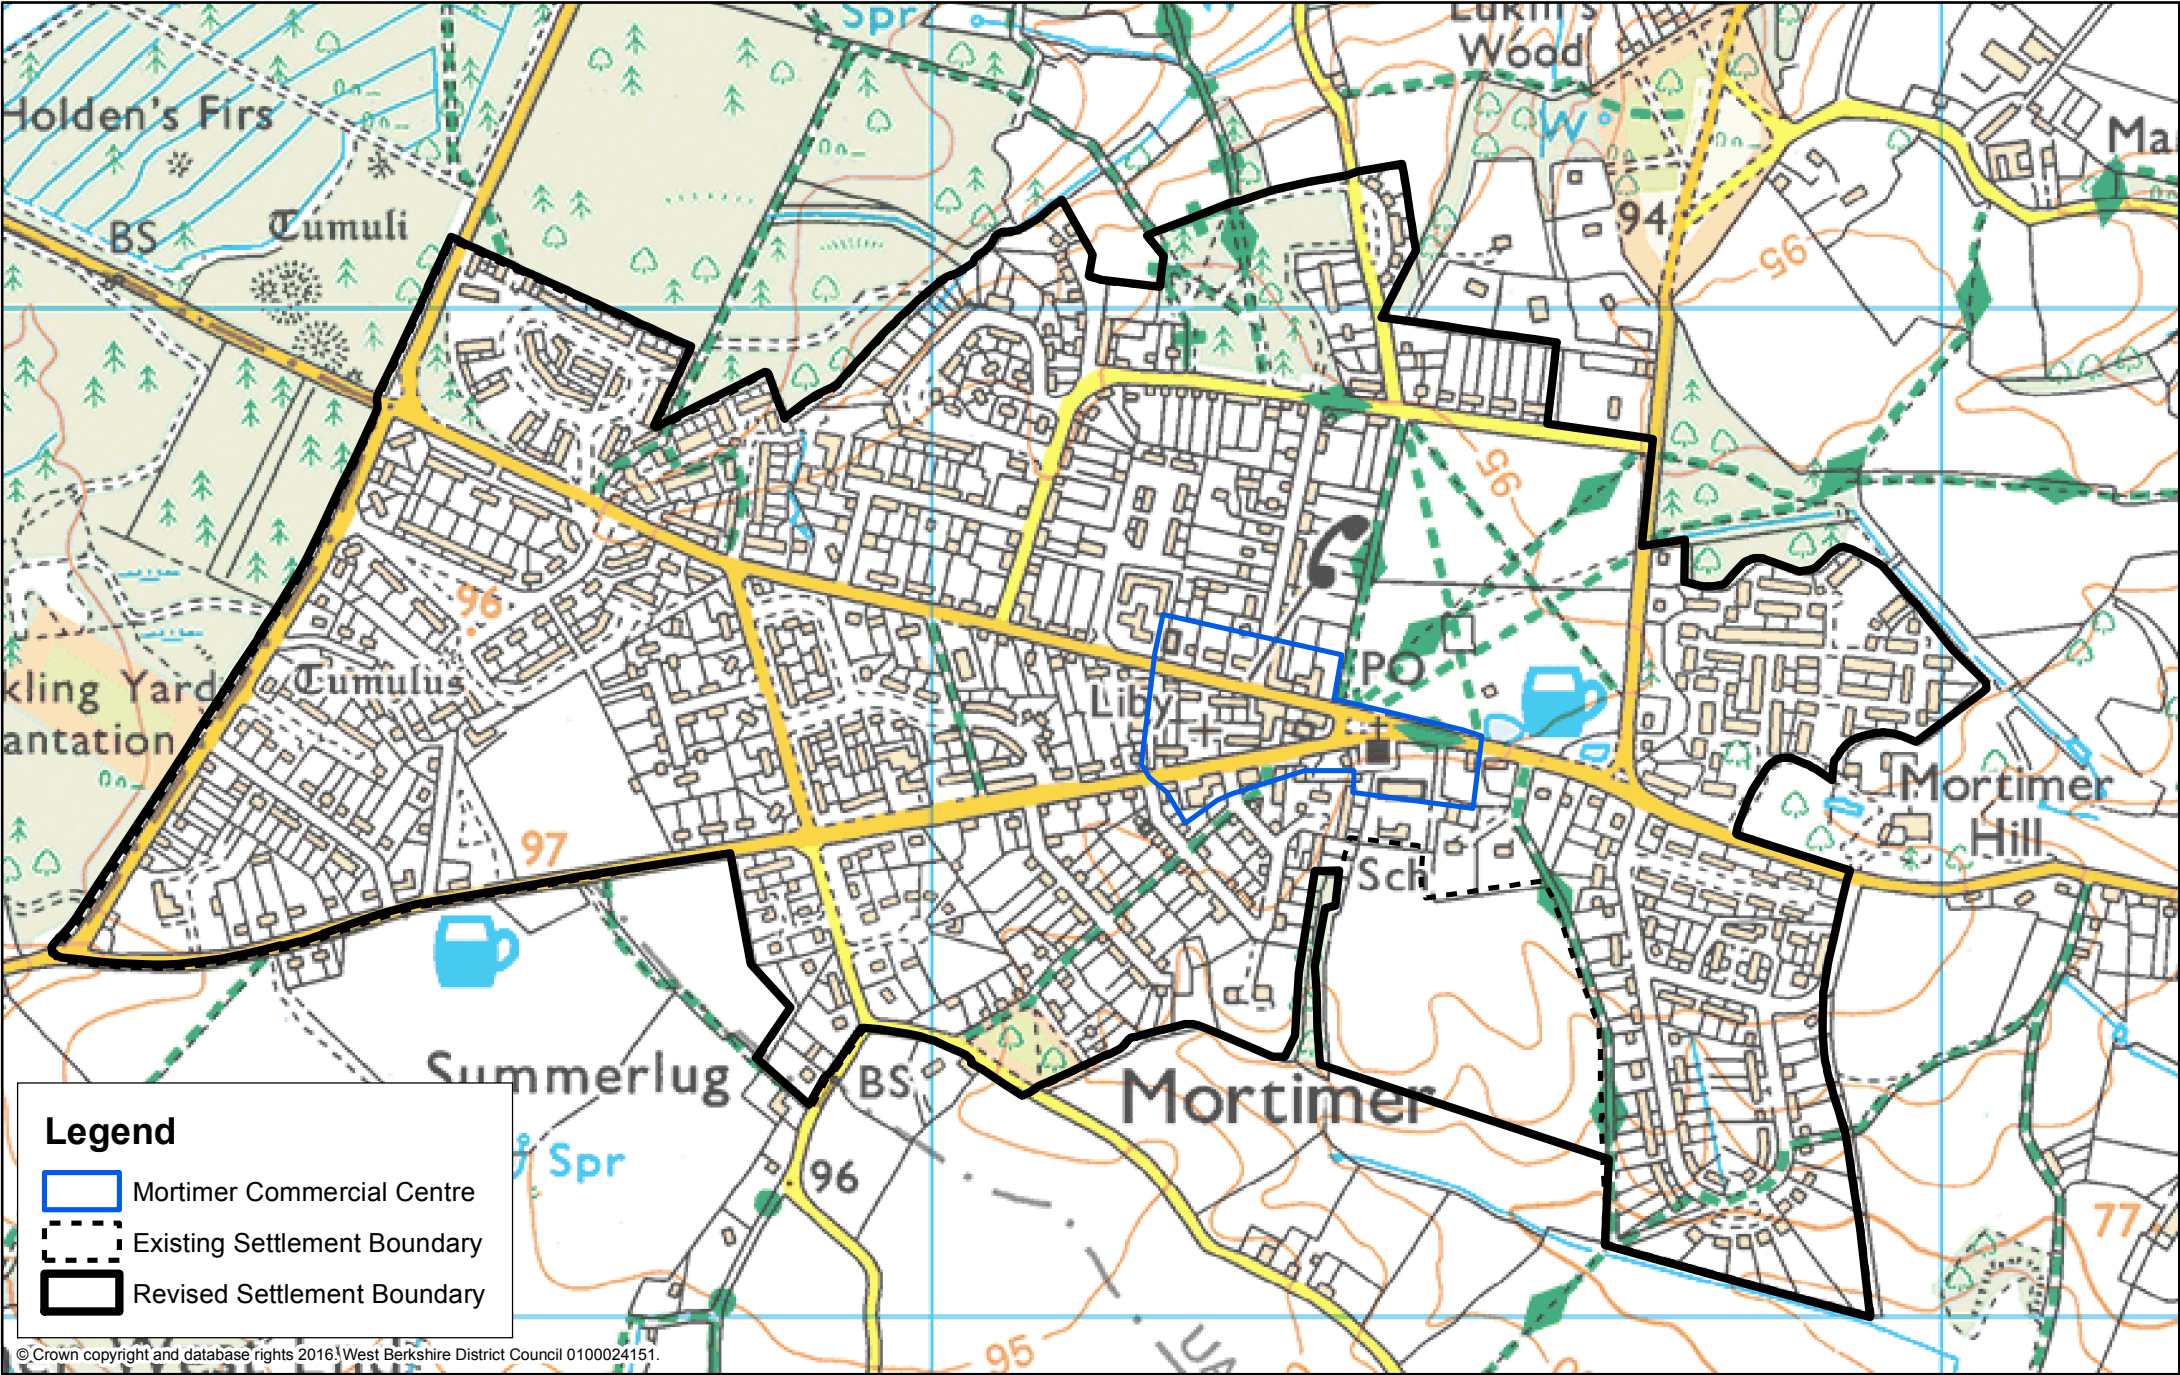 Spr
Lukin's
Wood
Holden's Firs
W
Ma
BS
Tumuli
94
95
95
96
Tumulus
kling Yard
antation
Liby
PO
Mortimer
Hill
97
Sch
Summerlug
BS
Mortimer
Spr
96
77
95
UA
Legend
Mortimer Commercial Centre
Existing Settlement Boundary
Revised Settlement Boundary
© Crown copyright and database rights 2016. West Berkshire District Council 0100024151.